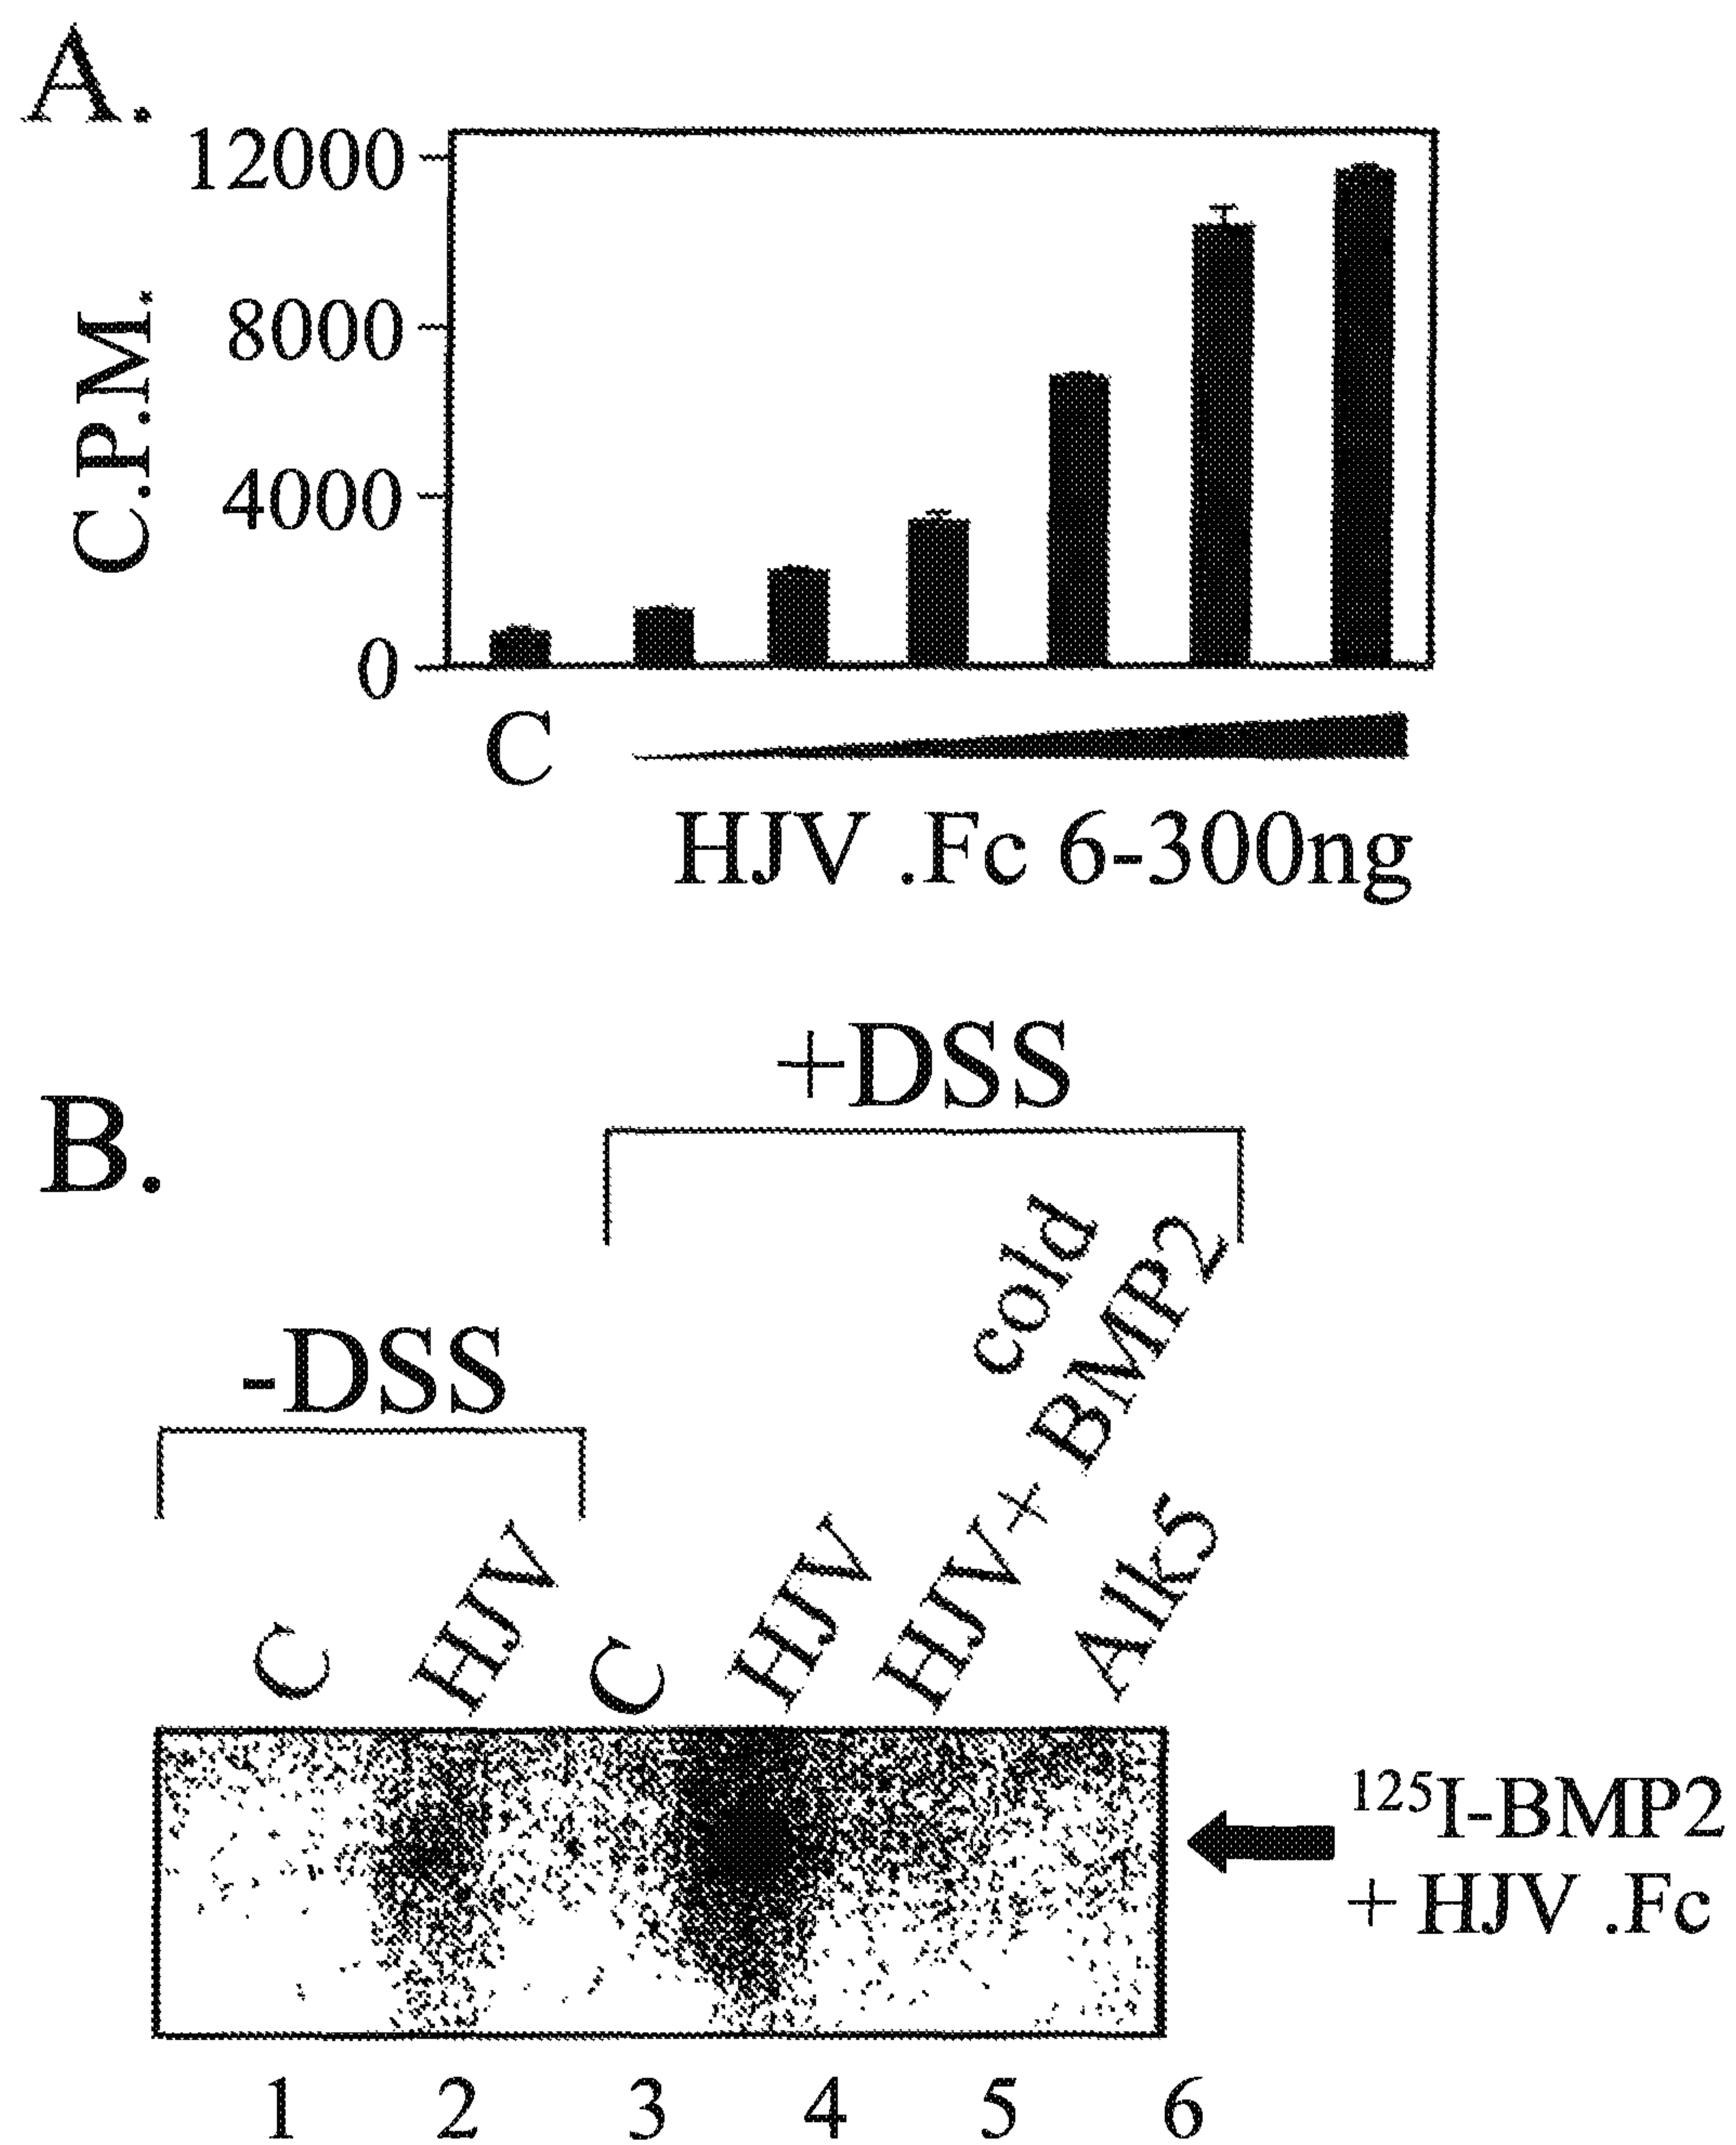 A.
12000
8000
4000
0
C.P.M.
C
HJV .Fc 6-300ng
B.
+DSS
-DSS
C
HJV
C
HJV
HJV+ cold BMP2
Alk5
125I-BMP2
+ HJV .Fc
1 2 3 4 5 6